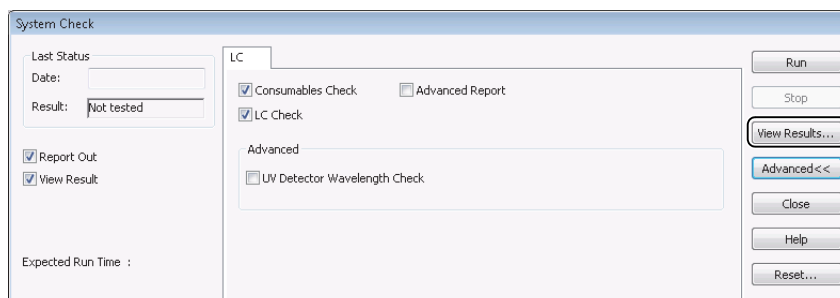 System Check
Last Status
Date:
Result: Not tested
Report Out
View Result
Expected Run Time :
LC
Consumables Check Advanced Report
LC Check
Advanced
UV Detector Wavelength Check
Run
Stop
View Results...
Advanced<<
Close
Help
Reset...